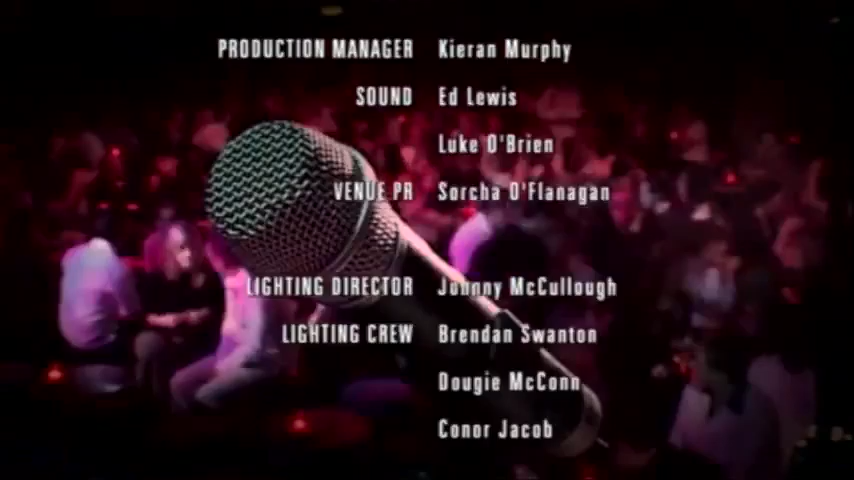 PRODUCTION MANAGER Kieran Murphy
SOUND Ed Lewis
Luke O'Brien
VENUE PR Sorcha O'Flanagan
LIGHTING DIRECTOR Johnny McCullough
LIGHTING CREW Brendan Swanton
Dougie McConn
Conor Jacob